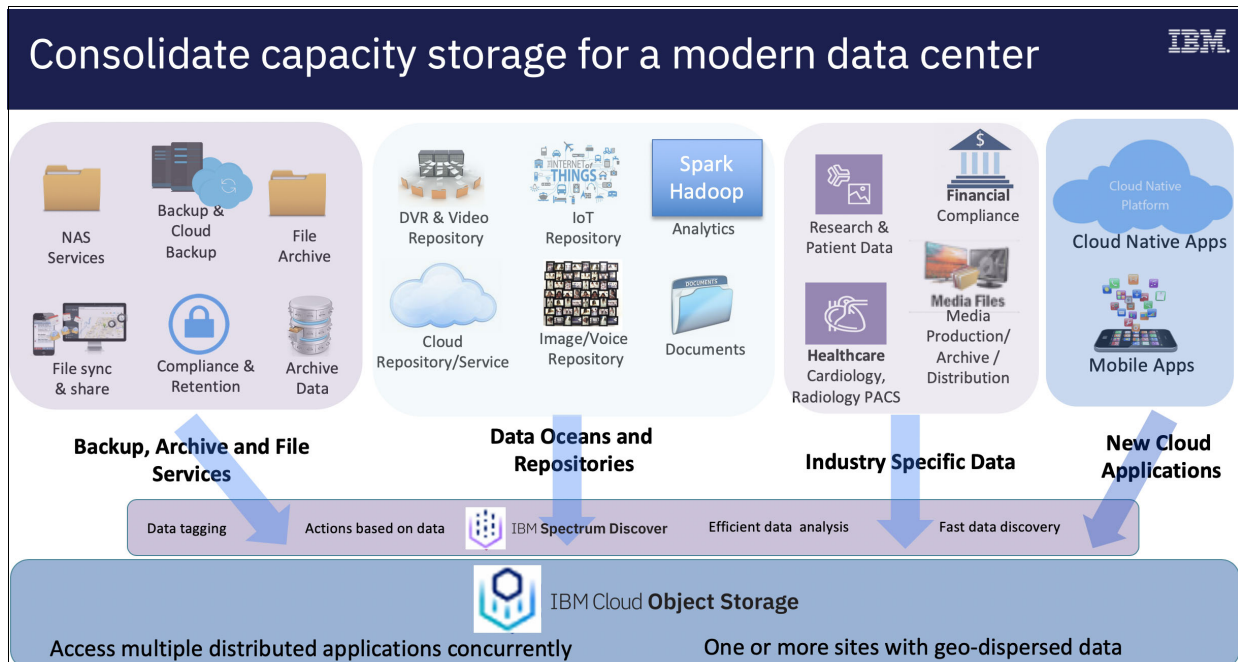 Consolidate capacity storage for a modern data center
IBM
NAS
Services
Backup &
Cloud
Backup
File
Archive
File sync
& share
Compliance &
Retention
Archive
Data
DVR & Video
Repository
THE INTERNET of
THINGS
IoT
Repository
Spark
Hadoop
Analytics
Cloud
Repository/Service
Image/Voice
Repository
DOCUMENTS
Documents
Research &
Patient Data
$
Financial
Compliance
Healthcare
Cardiology,
Radiology PACS
Media Files
Media
Production/
Archive /
Distribution
Cloud Native
Platform
Cloud Native Apps
Mobile Apps
Backup, Archive and File
Services
Data Oceans and
Repositories
Industry Specific Data
New Cloud
Applications
Data tagging
Actions based on data
IBM Spectrum Discover
Efficient data analysis
Fast data discovery
IBM Cloud Object Storage
Access multiple distributed applications concurrently
One or more sites with geo-dispersed data